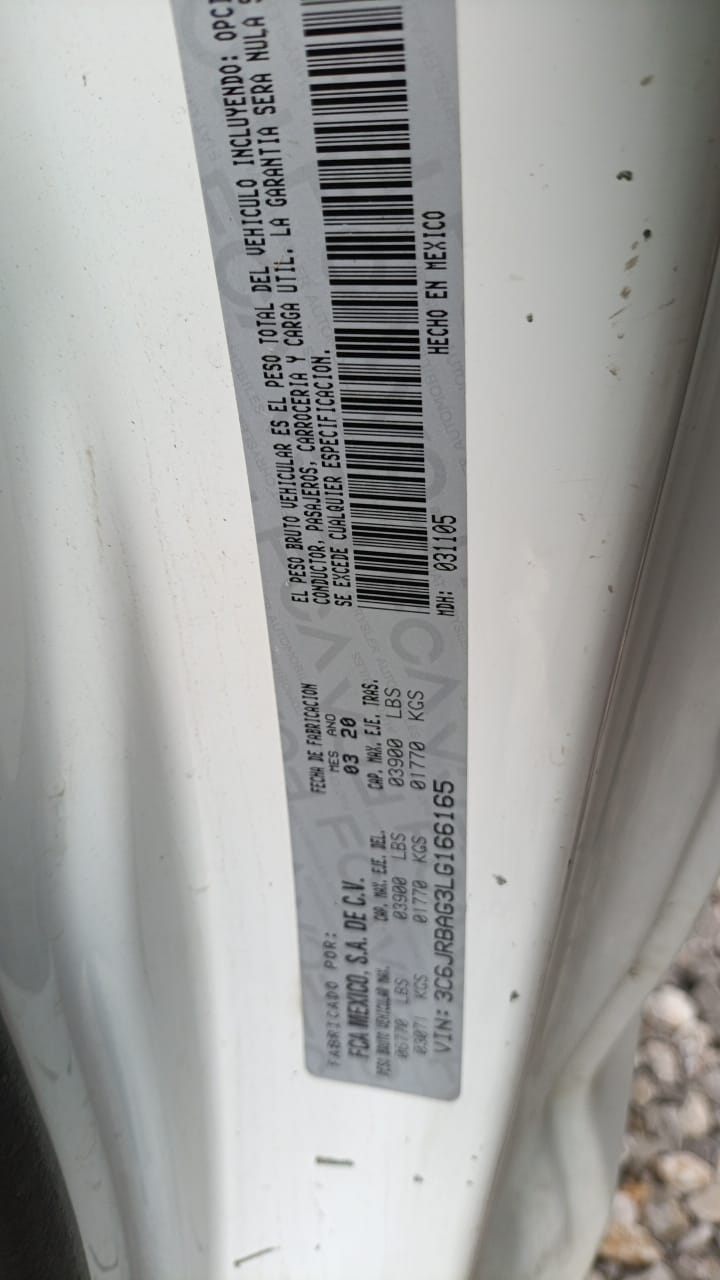 FABRICADO POR:
FCA MEXICO, S.A. DE C.V.
FECHA DE FABRICACION
MES ANO
03 20
PESO BRUTO VEHICULAR MAX.
06770 LBS
03071 KGS
CAP. MAX. EJE. DEL.
03900 LBS
01770 KGS
CAP. MAX. EJE. TRAS.
03900 LBS
01770 KGS
VIN: 3C6JRBAG3LG166165
EL PESO BRUTO VEHICULAR ES EL PESO TOTAL DEL VEHICULO INCLUYENDO:
CONDUCTOR, PASAJEROS, CARROCERIA Y CARGA UTIL. LA GARANTIA SERA NULA
SE EXCEDE CUALQUIER ESPECIFICACION.
MDH: 031105
HECHO EN MEXICO